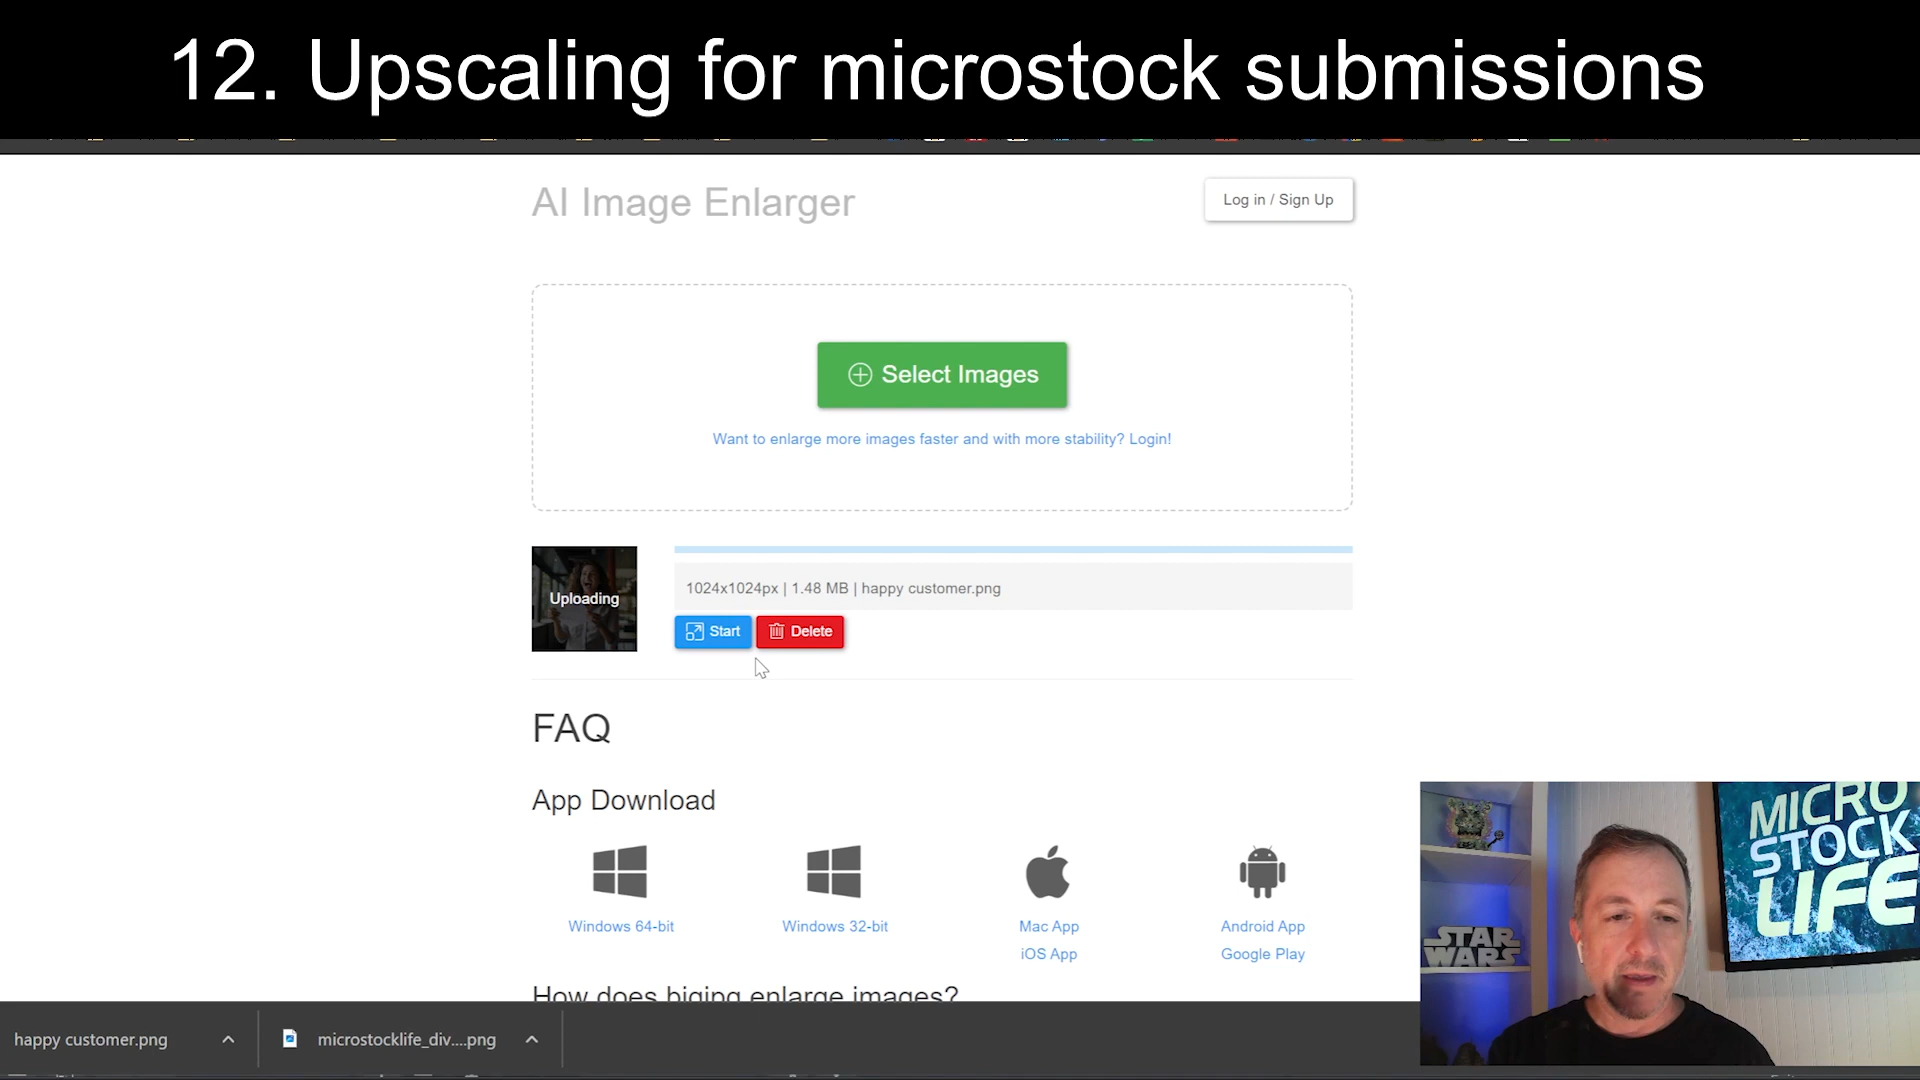 12. Upscaling for microstock submissions
AI Image Enlarger
Log in / Sign Up
Select Images
Want to enlarge more images faster and with more stability? Login!
Uploading
1024x1024px | 1.48 MB | happy customer.png
Start
Delete
FAQ
App Download
Windows 64-bit
Windows 32-bit
Mac App
Android App
iOS App
Google Play
How does bigjpg enlarge images?
MICRO
STOCK
LIFE
STAR
WARS
happy customer.png
microstocklife_div....png